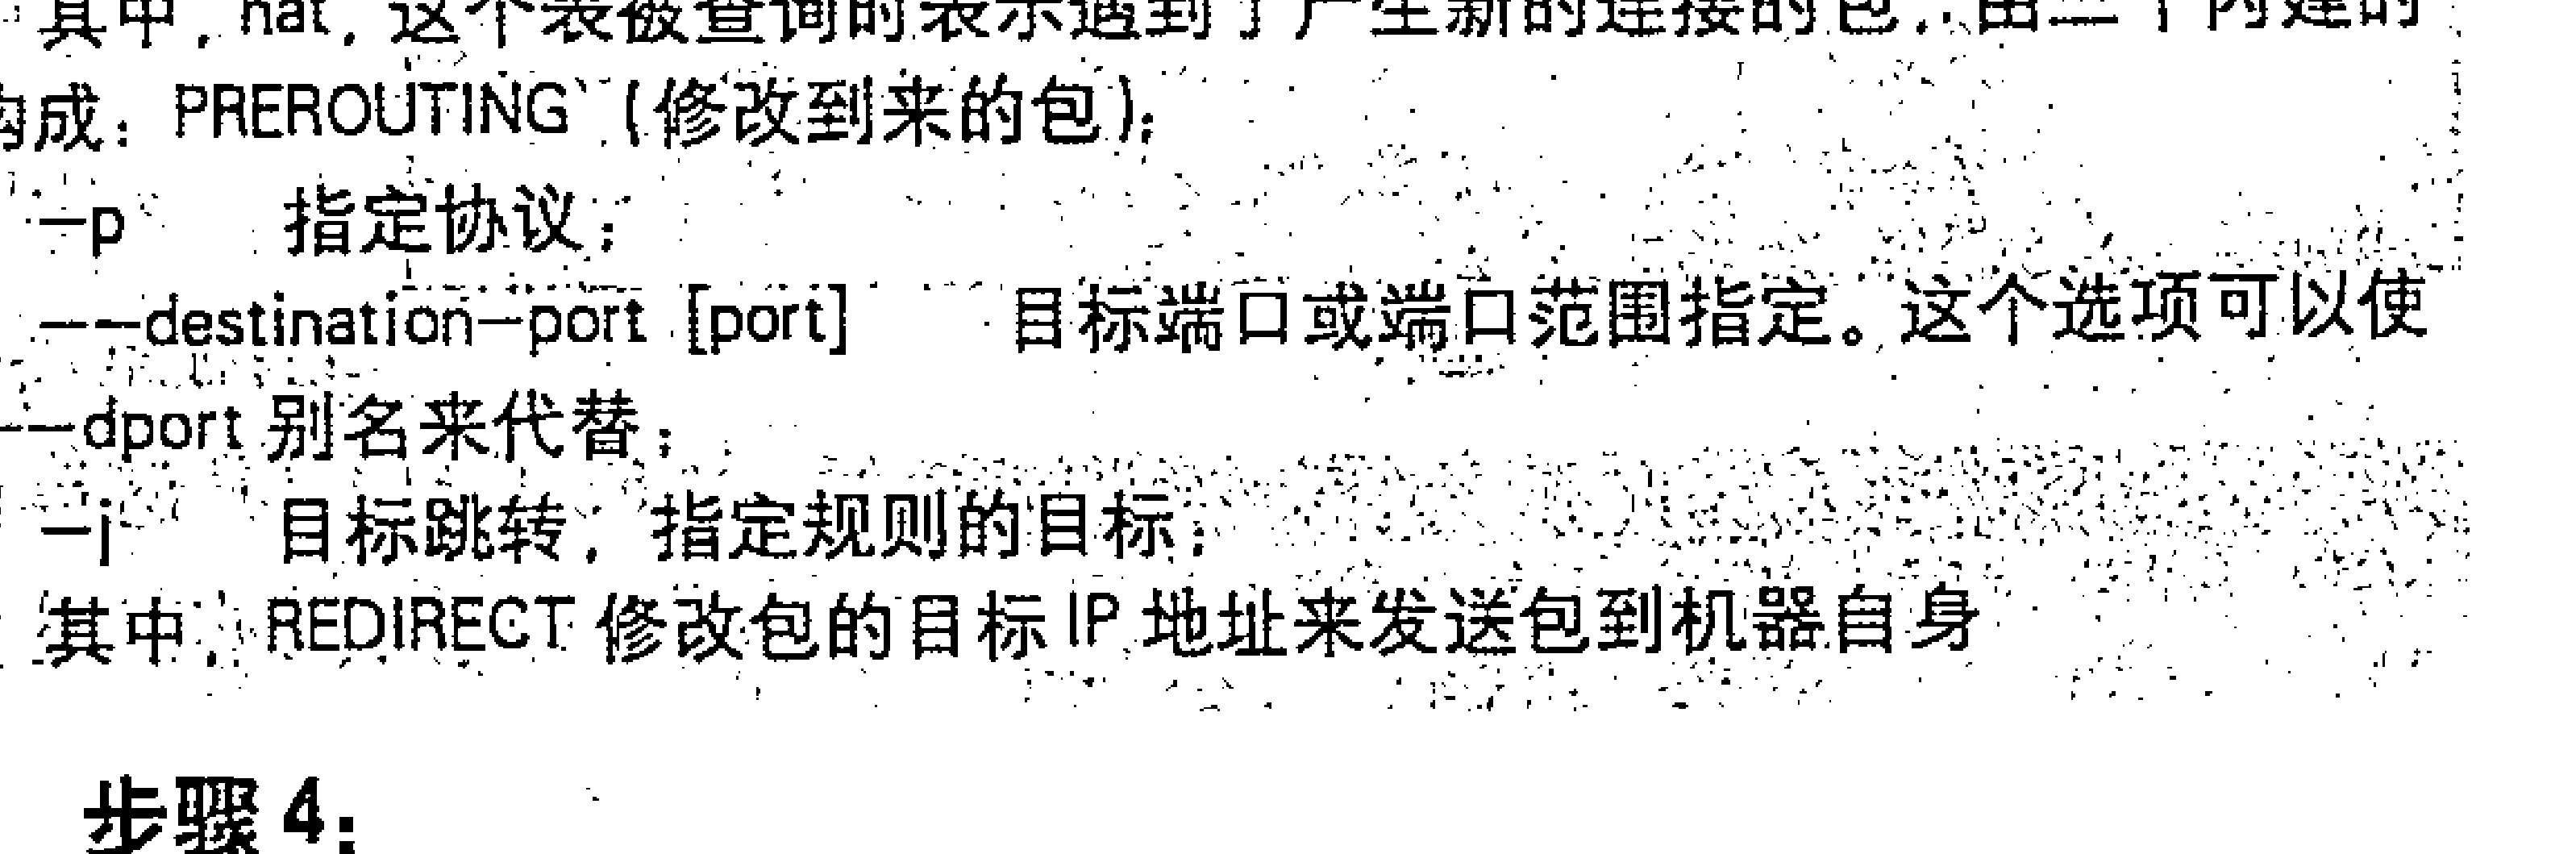 其中, nat, 这个表被查询时表示遇到了产生新的连接的包, 由三个内建的
构成: PREROUTING (修改到来的包);
-p 指定协议;
--destination-port [port] 目标端口或端口范围指定。这个选项可以使
--dport 别名来代替;
-j 目标跳转, 指定规则的目标;
其中, REDIRECT 修改包的目标 IP 地址来发送包到机器自身
步骤 4: